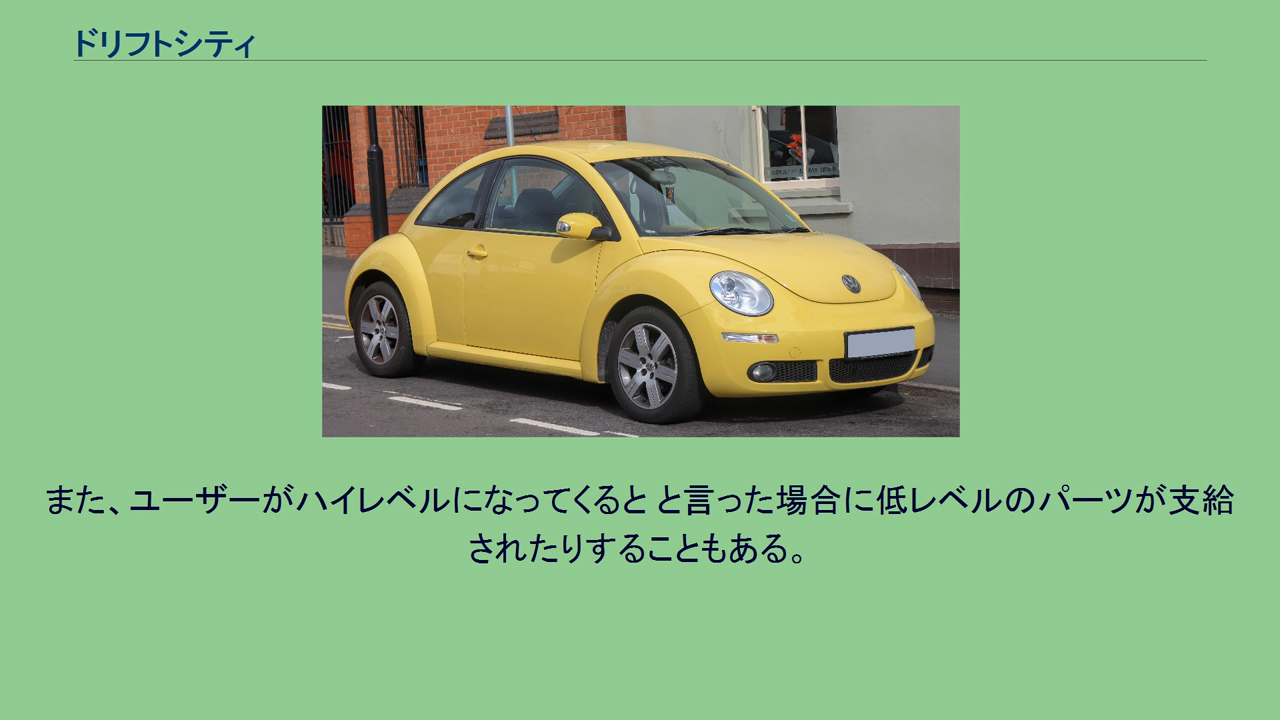 ドリフトシティ
また、ユーザーがハイレベルになってくると と言った場合に低レベルのパーツが支給
されたりすることもある。